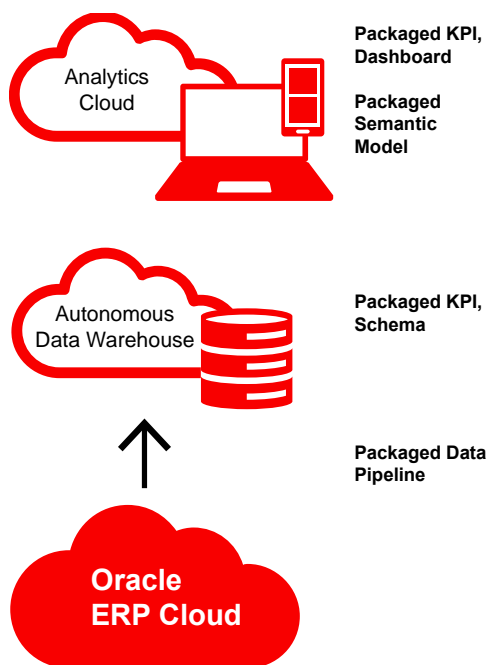 Analytics
Cloud
Packaged KPI,
Dashboard
Packaged
Semantic
Model
Autonomous
Data Warehouse
Packaged KPI,
Schema
Packaged Data
Pipeline
Oracle
ERP Cloud